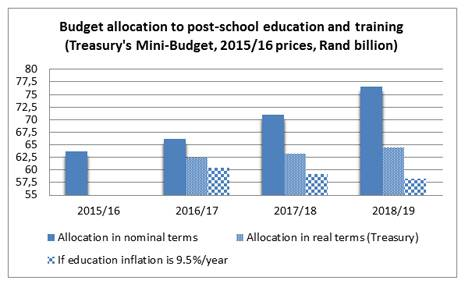 Budget allocation to post-school education and training
(Treasury's Mini-Budget, 2015/16 prices, Rand billion)
80
77,5
75
72,5
70
67,5
65
62,5
60
57,5
55
2015/16 2016/17 2017/18 2018/19
Allocation in nominal terms Allocation in real terms (Treasury)
If education inflation is 9.5%/year